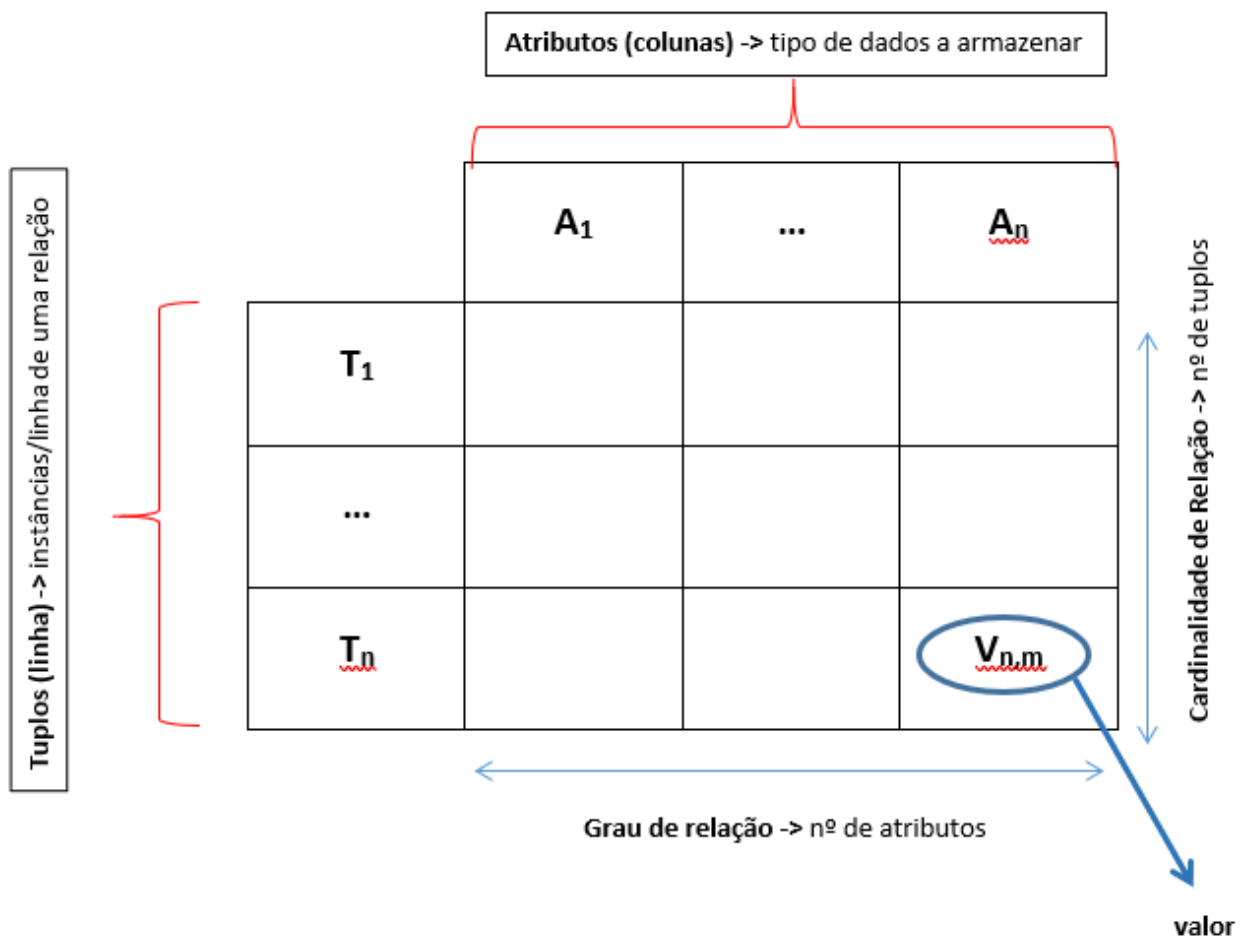 Atributos (colunas) -> tipo de dados a armazenar
Tuplos (linha) -> instâncias/linha de uma relação
A1 ... An
T1
...
Tn Vn,m
Cardinalidade de Relação -> nº de tuplos
Grau de relação -> nº de atributos
valor